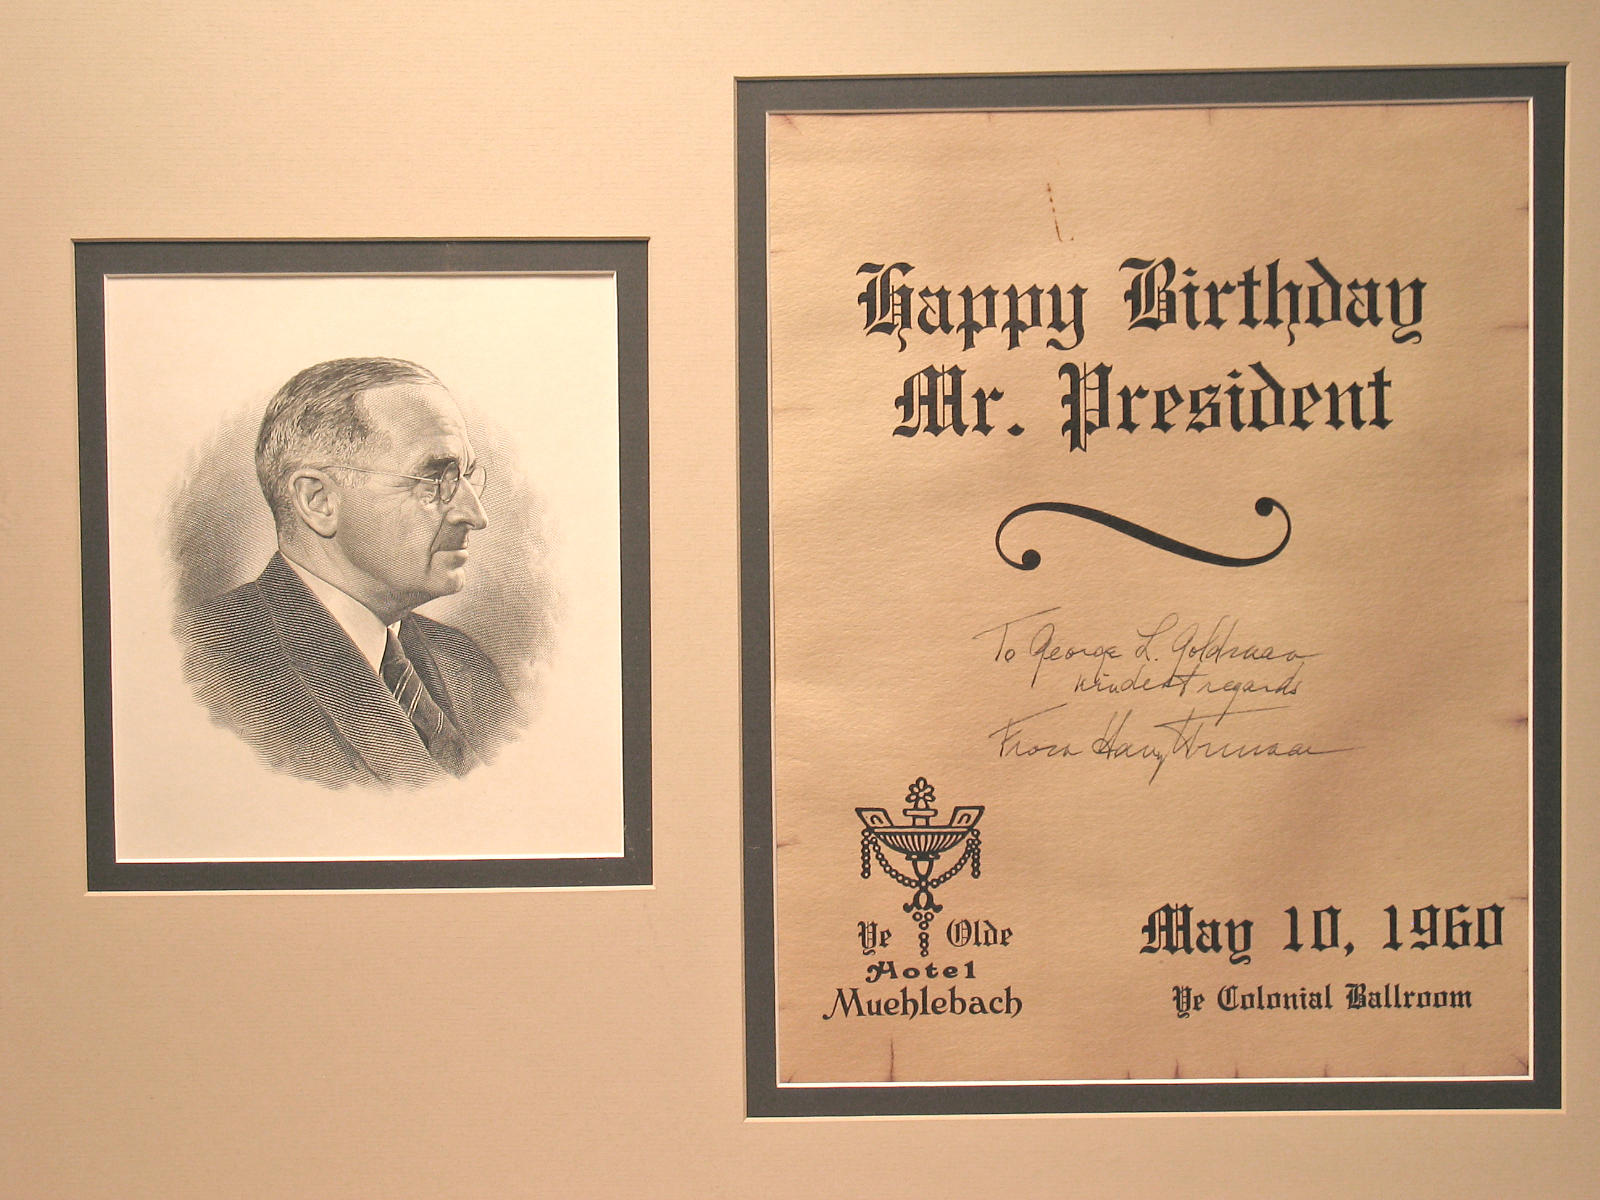 Happy Birthday
Mr. President
To George L. Goldman
kindest regards
From Harry Truman
Ye Olde
Hotel
Muehlebach
May 10, 1960
Ye Colonial Ballroom